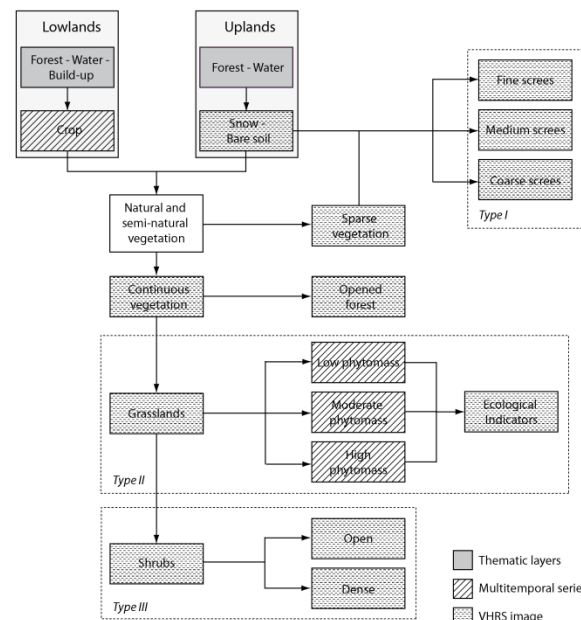 Lowlands
Uplands
Forest - Water -
Build-up
Forest - Water
Crop
Snow -
Bare soil
Fine screes
Medium screes
Coarse screes
Type I
Natural and
semi-natural
vegetation
Sparse
vegetation
Continuous
vegetation
Opened
forest
Low phytomass
Grasslands
Moderate
phytomass
Ecological
Indicators
High
phytomass
Type II
Shrubs
Open
Dense
Type III
Thematic layers
Multitemporal series
VHRS image